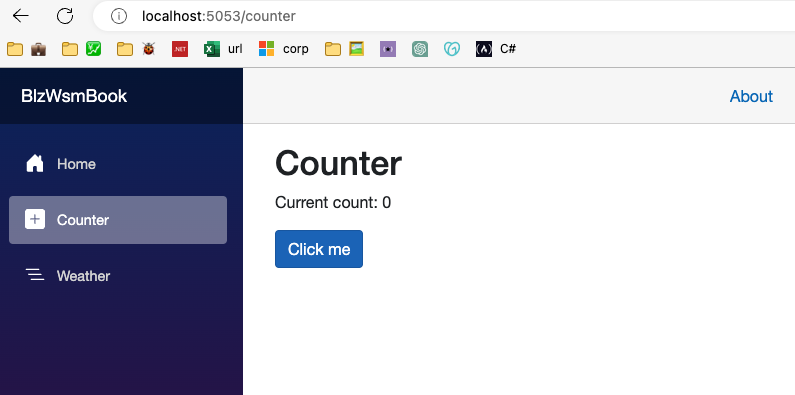 localhost:5053/counter
.NET url corp C#
BlzWsmBook
About
Home
Counter
Weather
Counter
Current count: 0
Click me